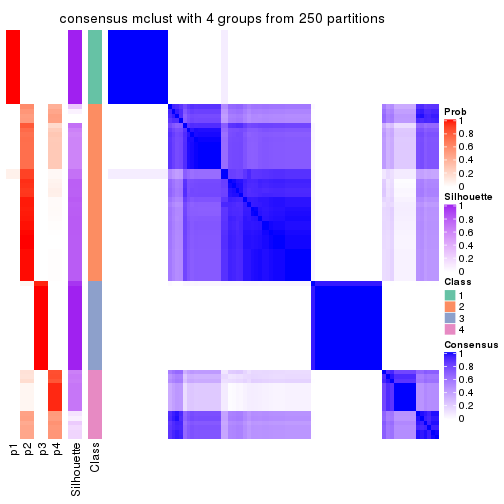 consensus mclust with 4 groups from 250 partitions
Prob
1
0.8
0.6
0.4
0.2
0
Silhouette
1
0.8
0.6
0.4
0.2
0
Class
1
2
3
4
Consensus
1
0.8
0.6
0.4
0.2
0
p1
p2
p3
p4
Silhouette
Class